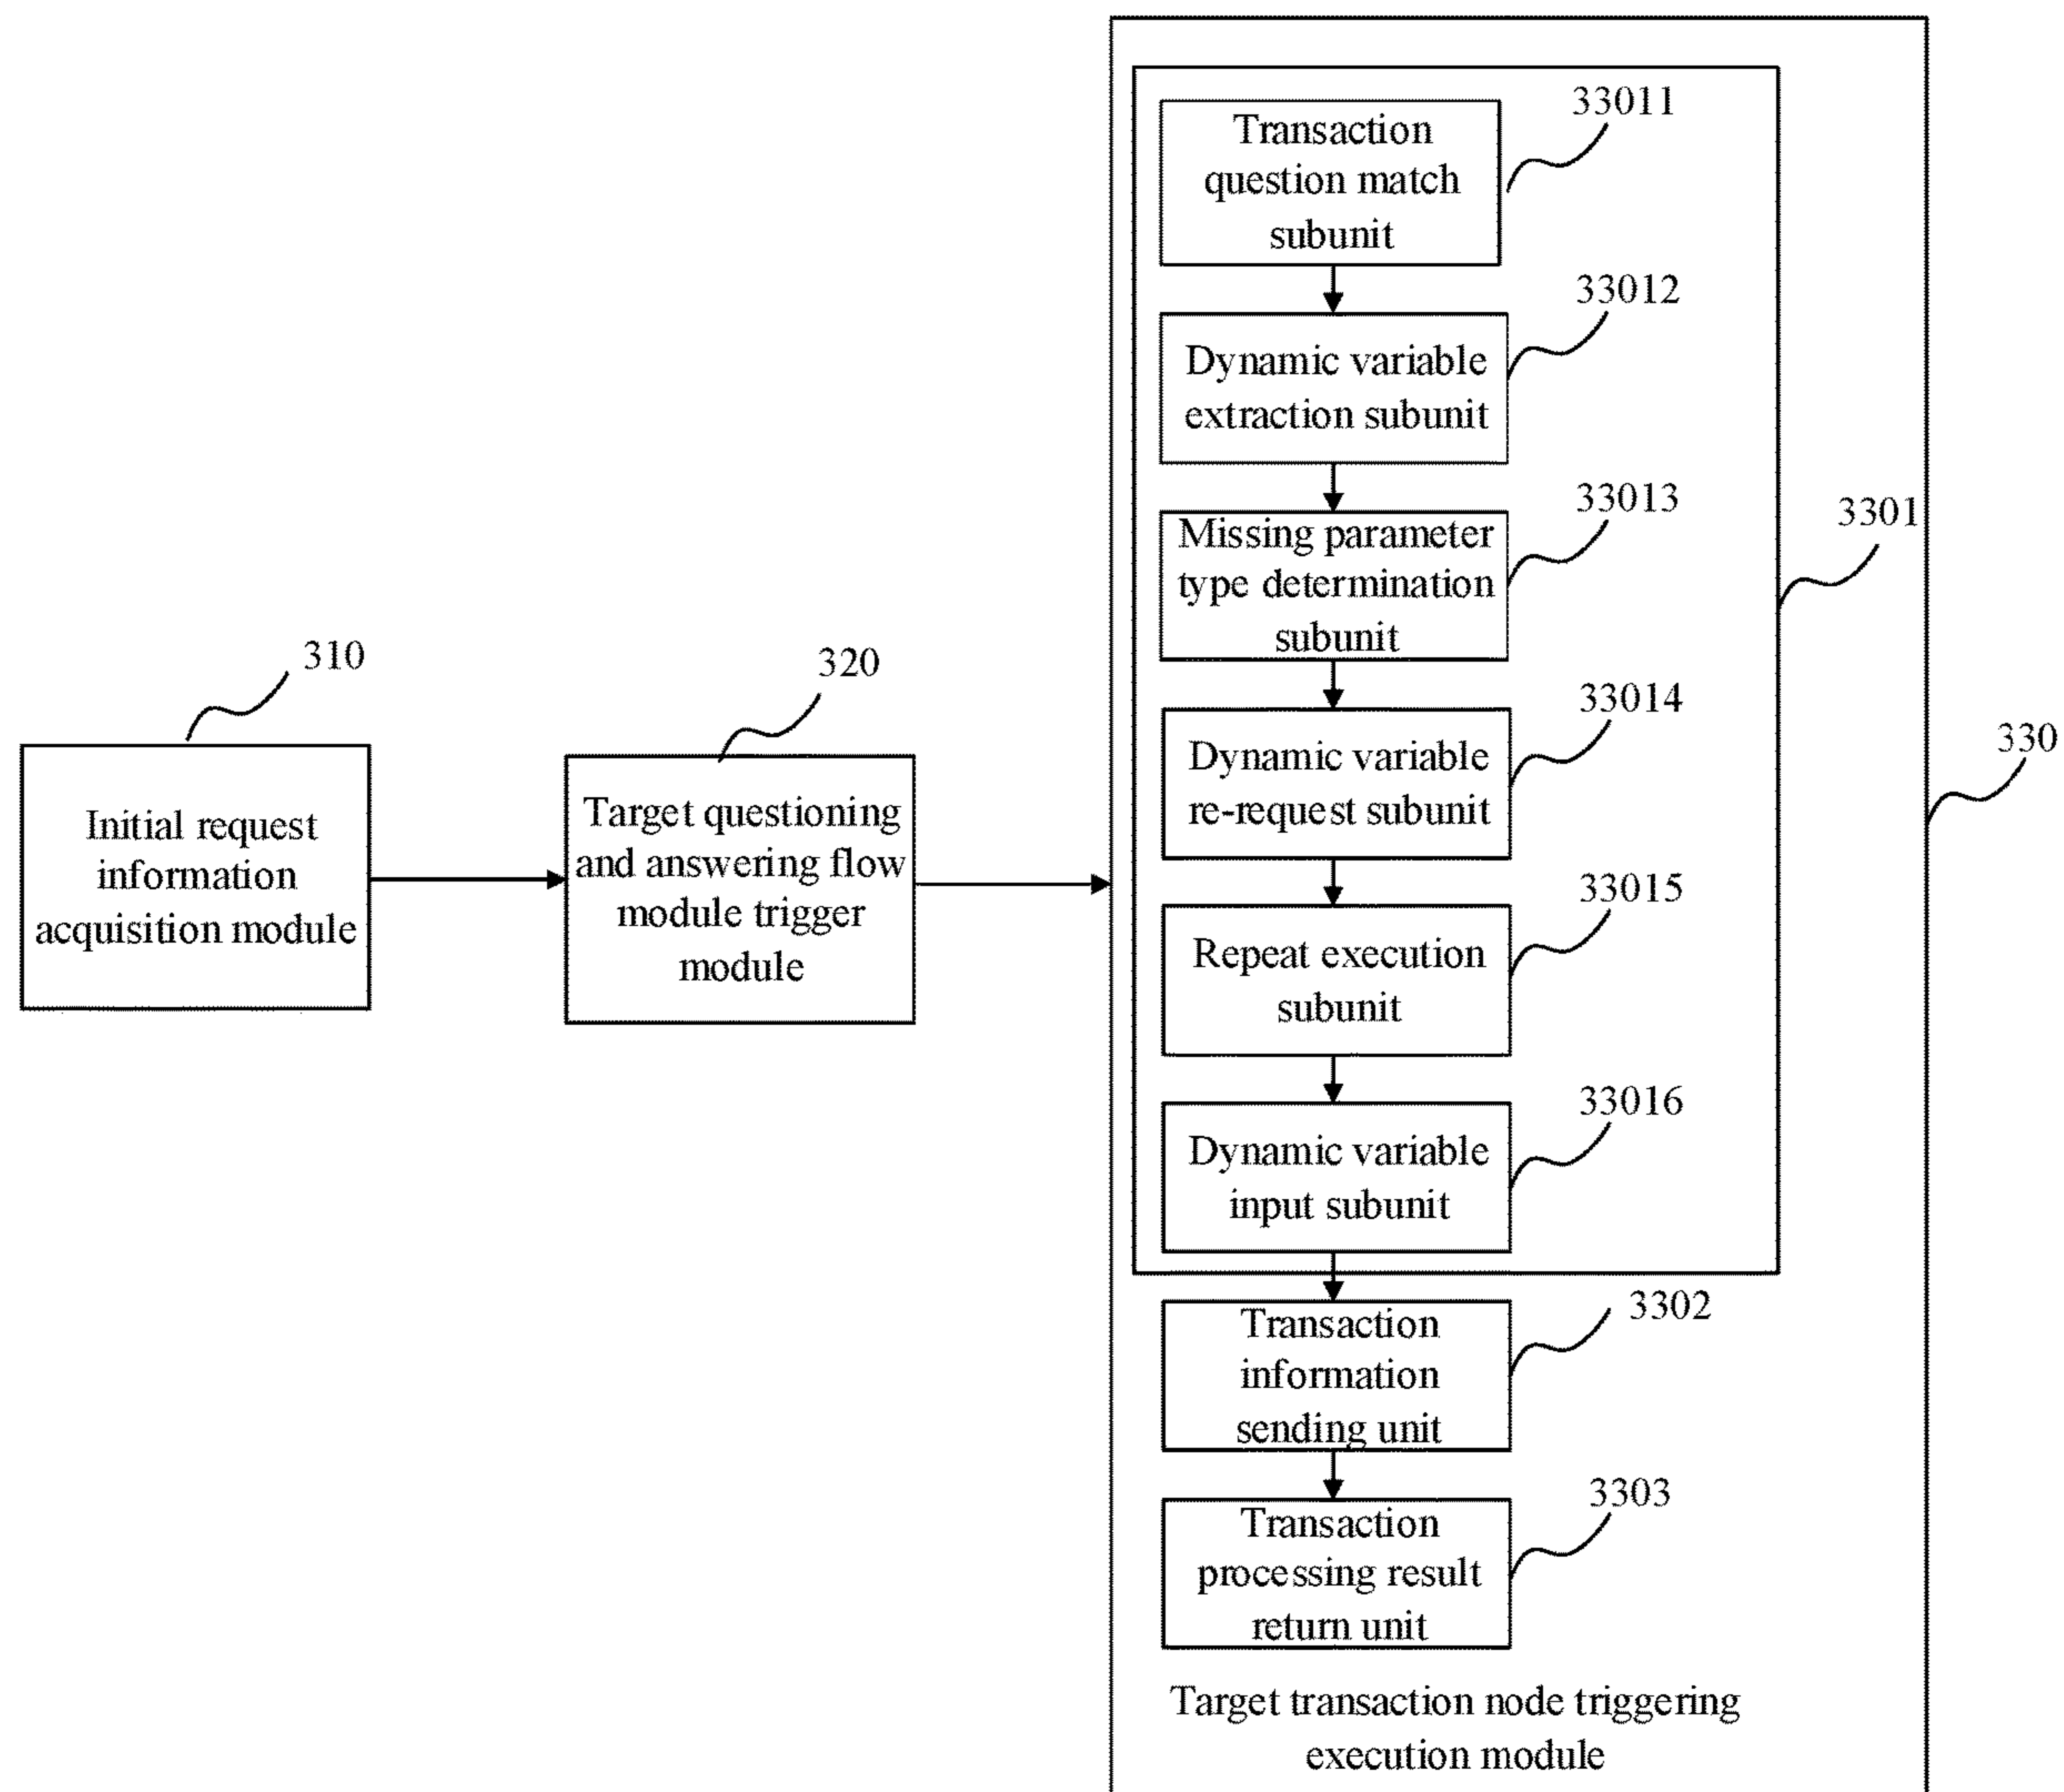 310
Initial request
information
acquisition module
320
Target questioning
and answering flow
module trigger
module
33011
Transaction
question match
subunit
33012
Dynamic variable
extraction subunit
33013
Missing parameter
type determination
subunit
3301
33014
Dynamic variable
re-request subunit
330
33015
Repeat execution
subunit
33016
Dynamic variable
input subunit
3302
Transaction
information
sending unit
3303
Transaction
processing result
return unit
Target transaction node triggering
execution module